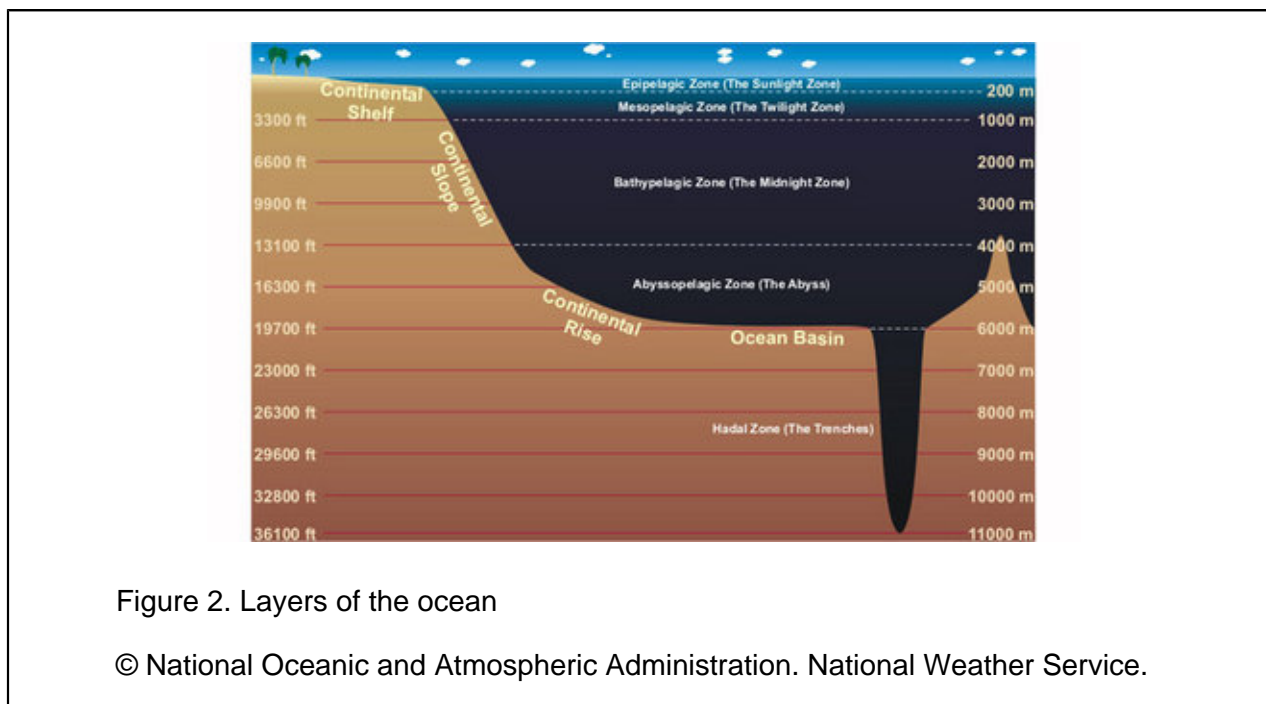 Epipelagic Zone (The Sunlight Zone)
200 m
Continental
Shelf
Mesopelagic Zone (The Twilight Zone)
3300 ft
1000 m
Continental
Slope
6600 ft
2000 m
Bathypelagic Zone (The Midnight Zone)
9900 ft
3000 m
13100 ft
4000 m
16300 ft
Abyssopelagic Zone (The Abyss)
5000 m
Continental
Rise
19700 ft
Ocean Basin
6000 m
23000 ft
7000 m
26300 ft
8000 m
Hadal Zone (The Trenches)
29600 ft
9000 m
32800 ft
10000 m
36100 ft
11000 m
Figure 2. Layers of the ocean
© National Oceanic and Atmospheric Administration. National Weather Service.